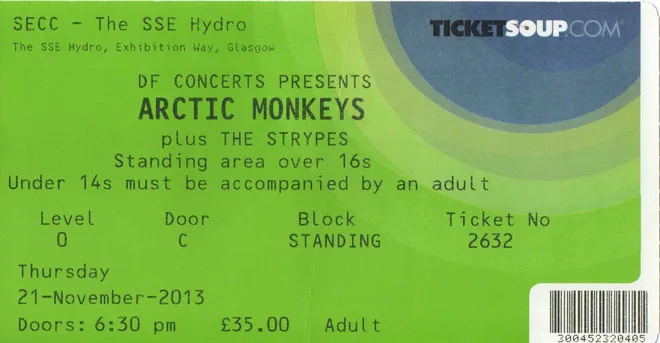 SECC - The SSE Hydro
The SSE Hydro, Exhibition Way, Glasgow
TICKETSOUP.COM
DF CONCERTS PRESENTS
ARCTIC MONKEYS
plus THE STRYPES
Standing area over 16s
Under 14s must be accompanied by an adult
Level Door Block Ticket No
0 C STANDING 2632
Thursday
21-November-2013
Doors: 6:30 pm £35.00 Adult
300452320405